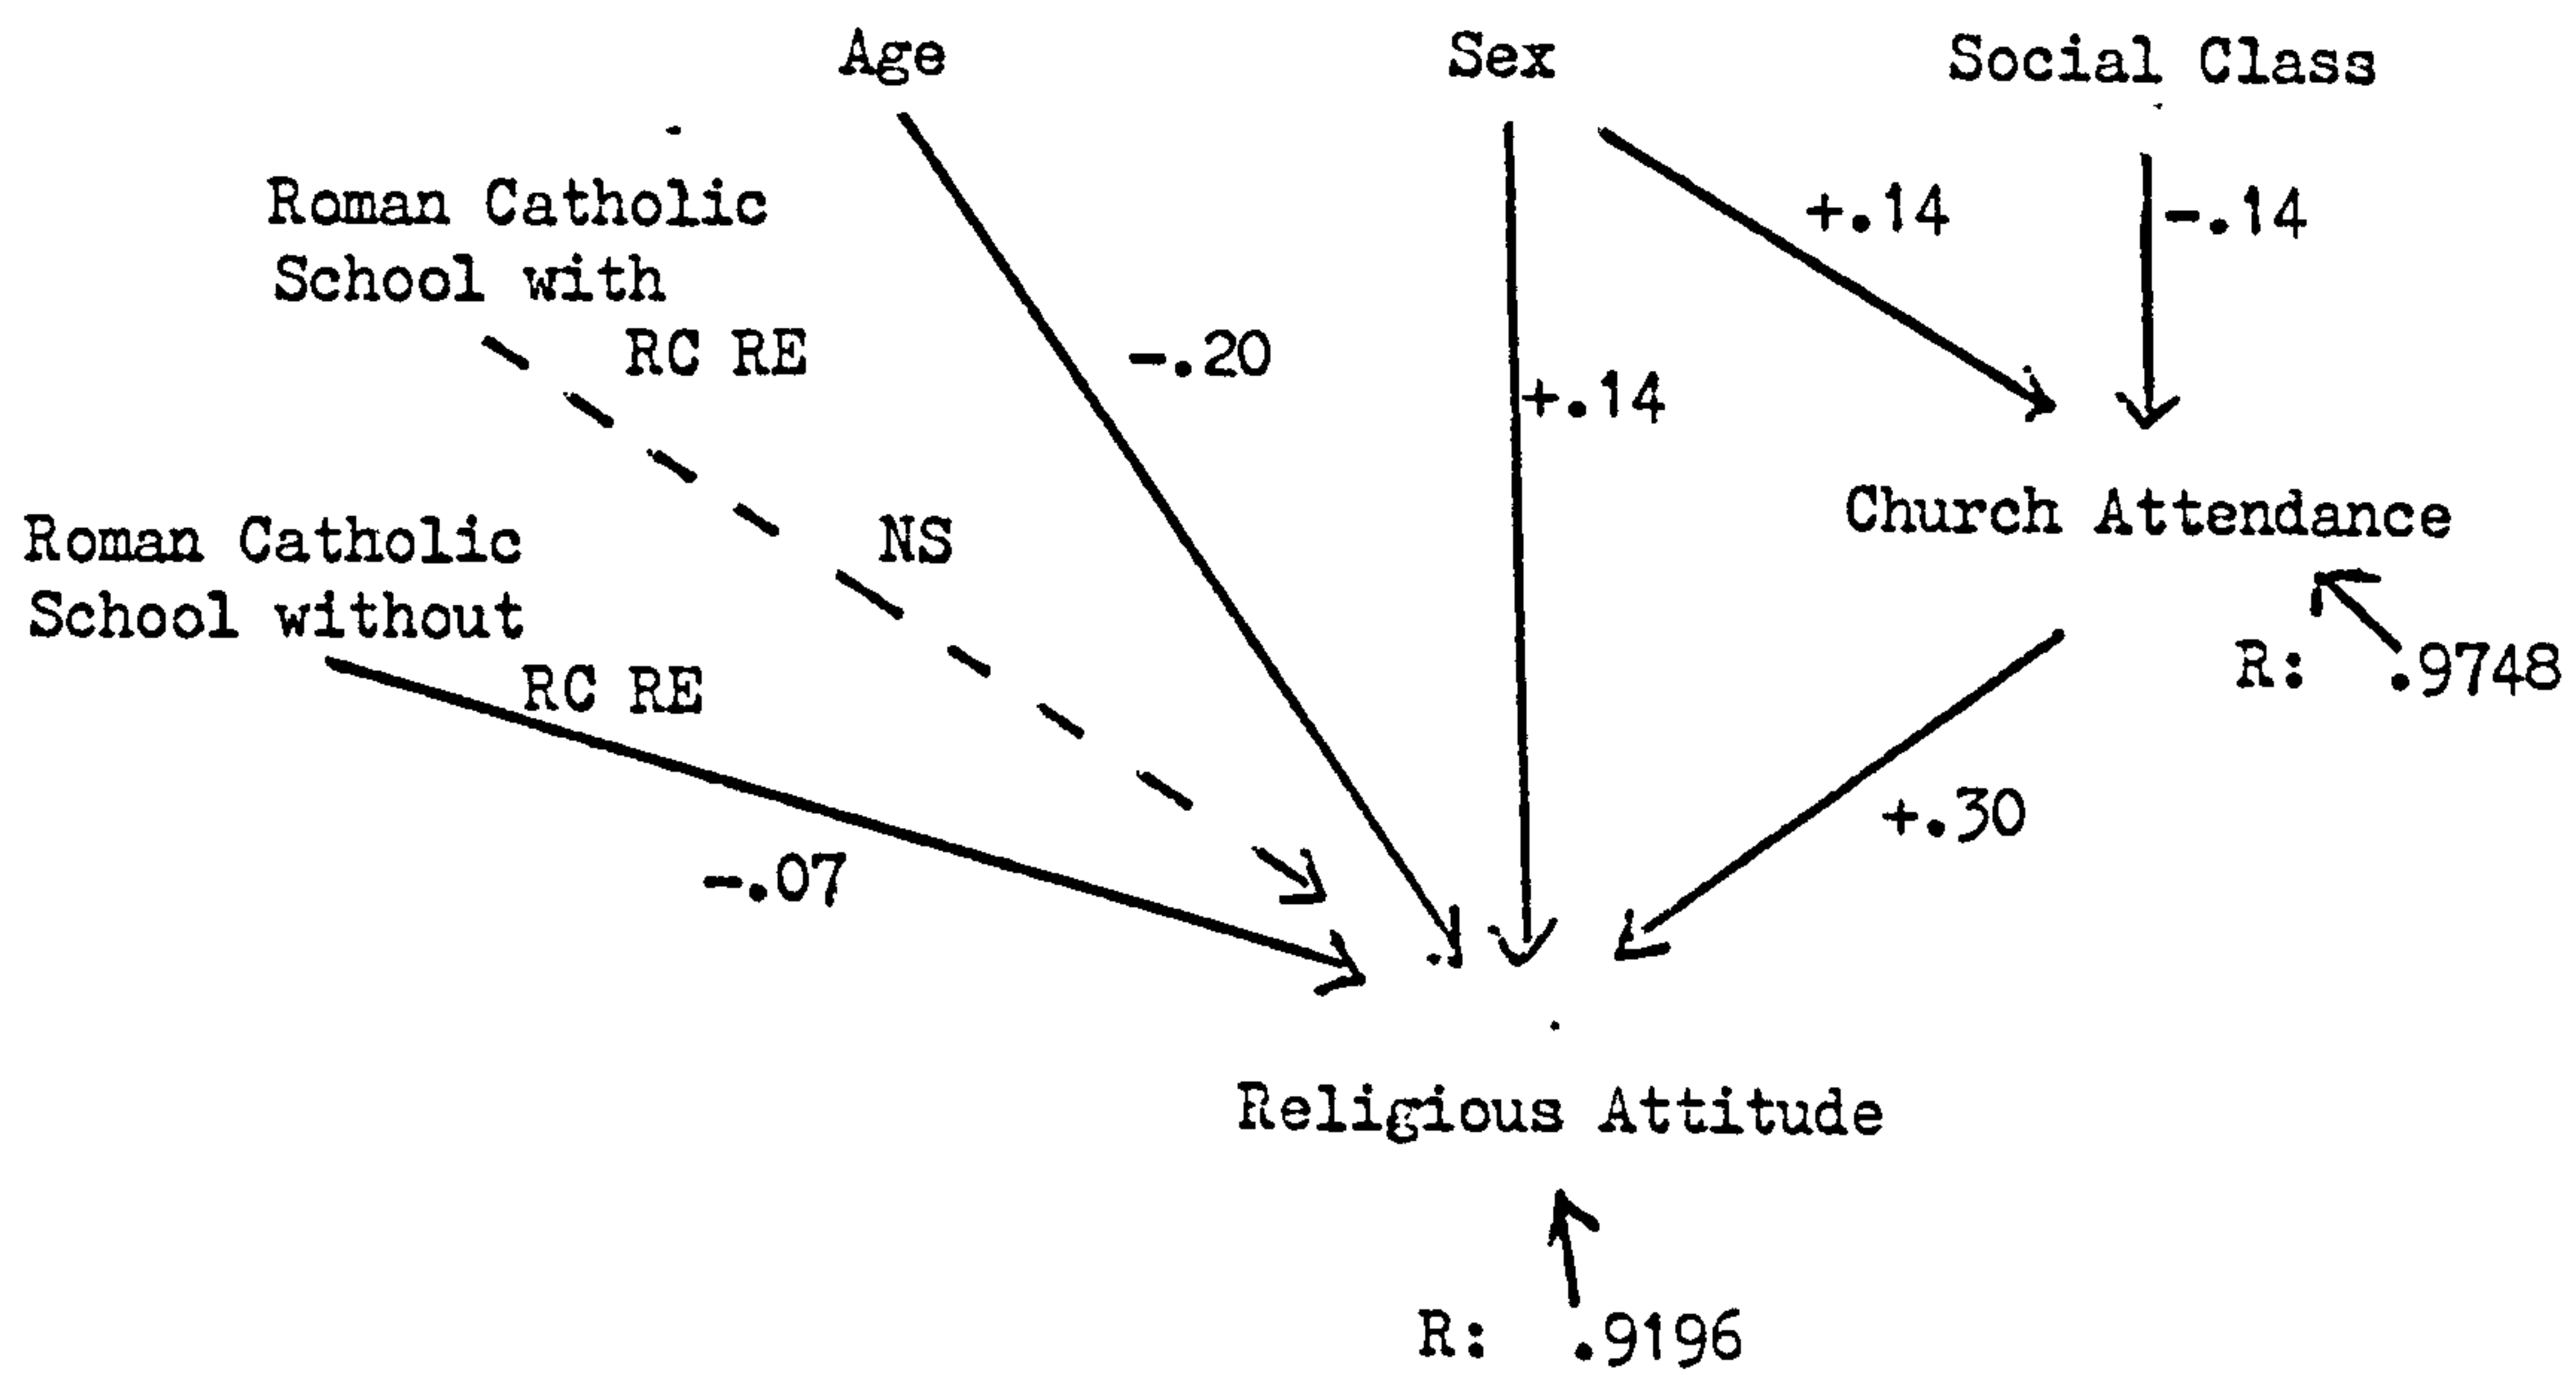 Age
Sex
Social Class
Roman Catholic
School with
RC RE
+.14
-.14
-.20
+.14
Roman Catholic
School without
RC RE
NS
Church Attendance
R: .9748
-.07
+.30
Religious Attitude
R: .9196